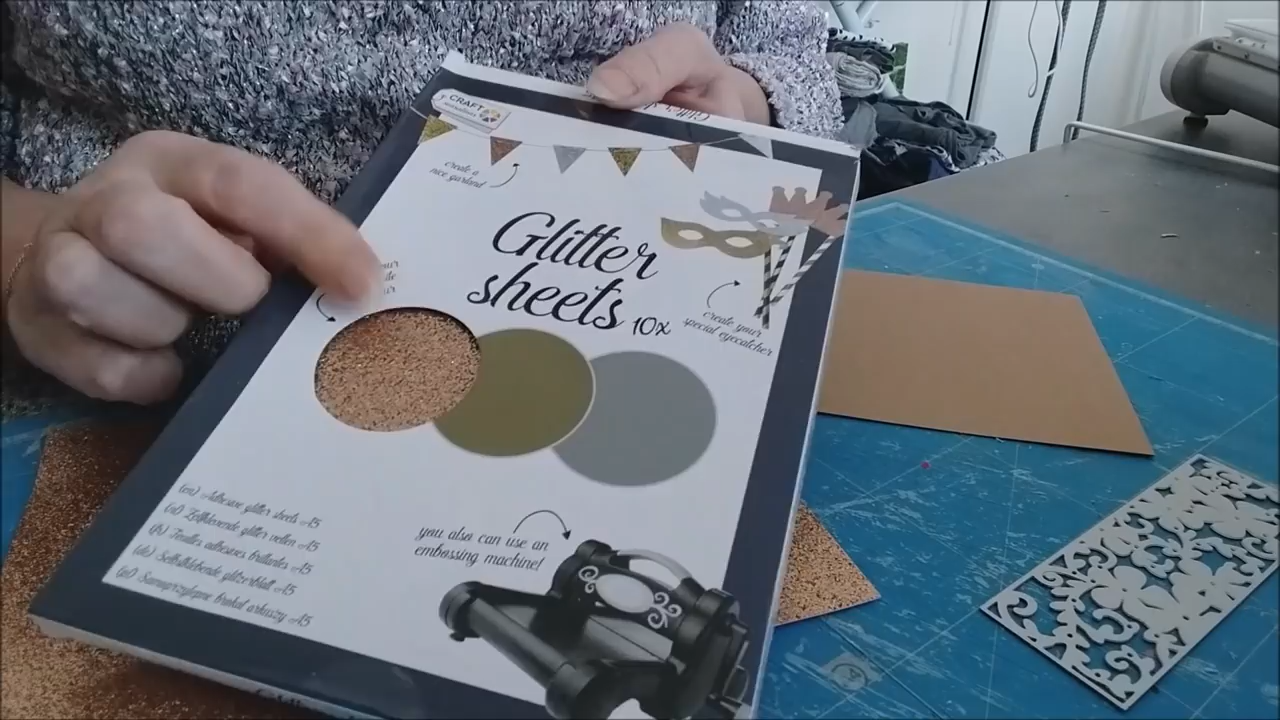 CRAFT
Sensations
create a
nice garland
Glitter
sheets 10x
create your
special eyecatcher
(en) Adhesive glitter sheets A5
(nl) Zelfklevende glitter vellen A5
(fr) Feuilles adhesives brillantes A5
(de) Selbstklebende glitzerblatt A5
(pl) Samoprzylepne brokat arkuszy A5
you also can use an
embossing machine!